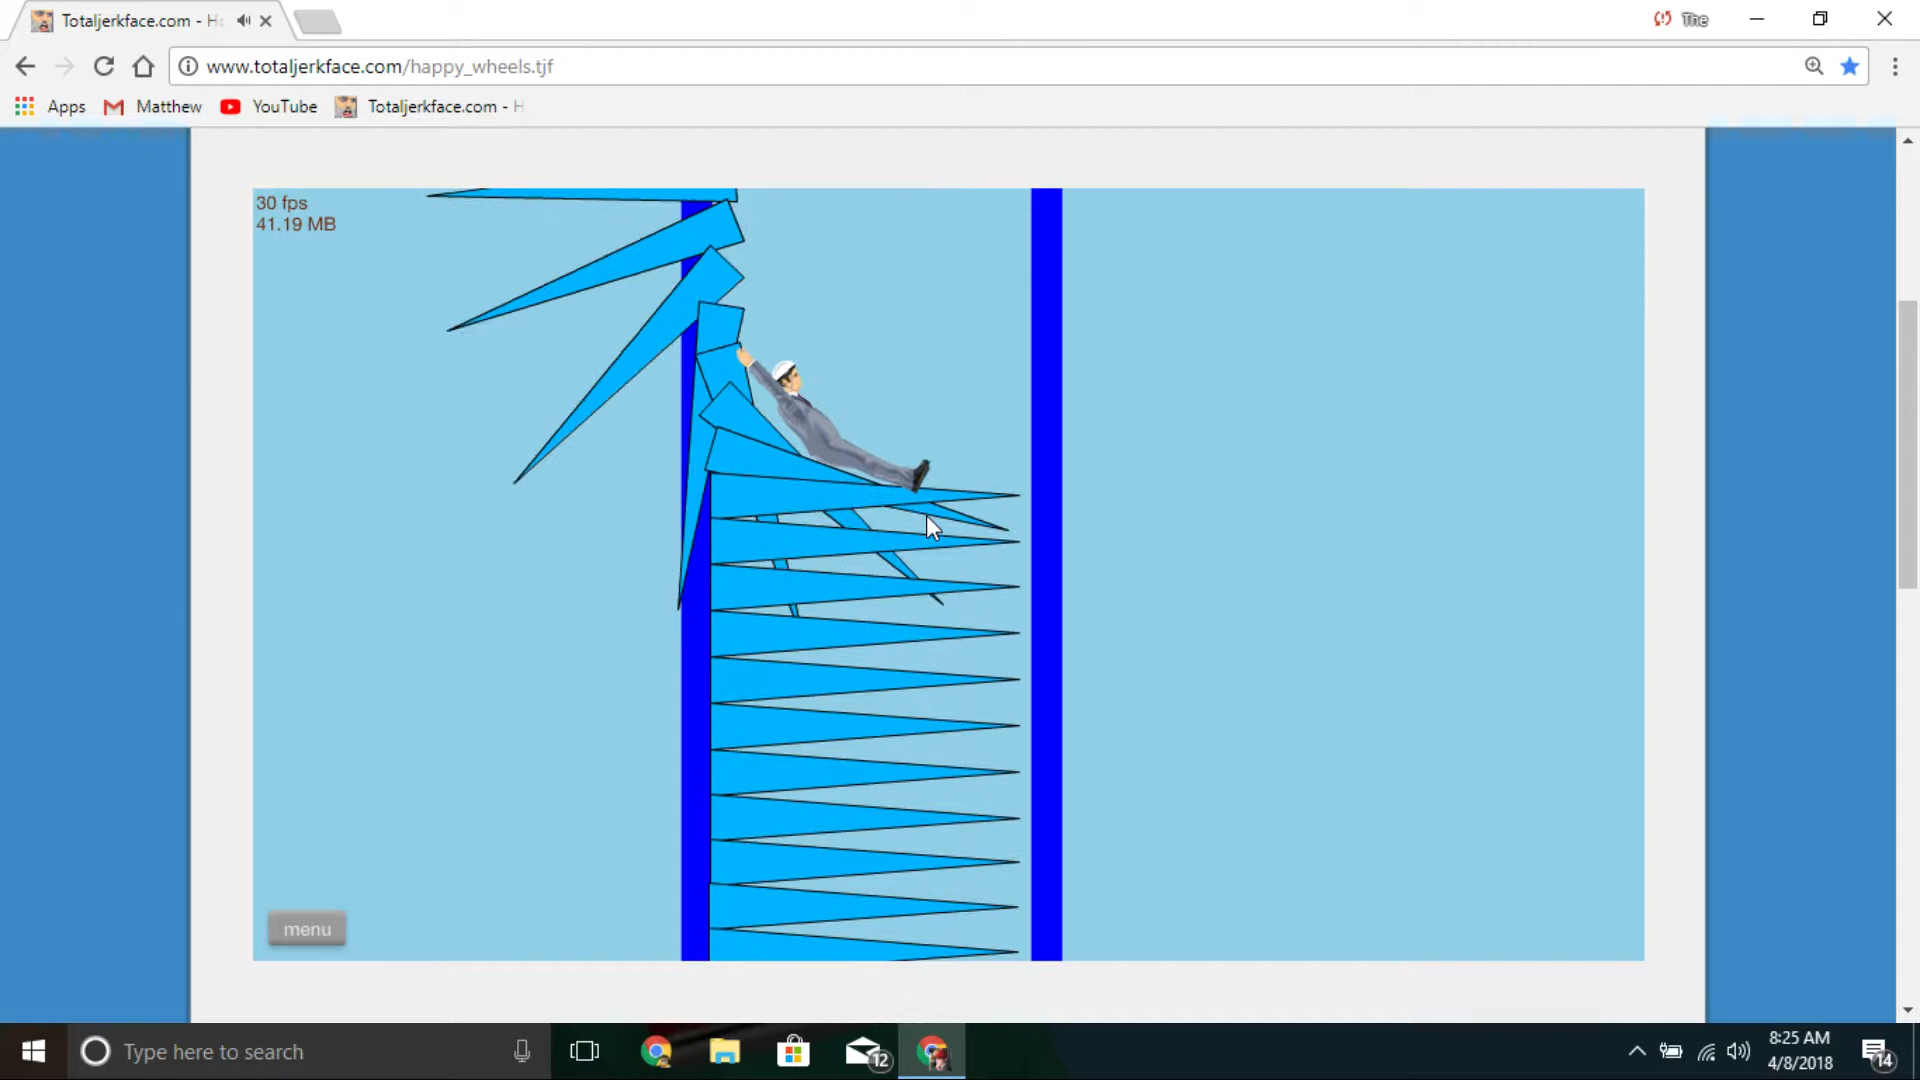 Totaljerkface.com - H
The
www.totaljerkface.com/happy_wheels.tjf
Apps Matthew YouTube Totaljerkface.com - H
30 fps
41.19 MB
menu
Type here to search
12
8:25 AM
4/8/2018
14